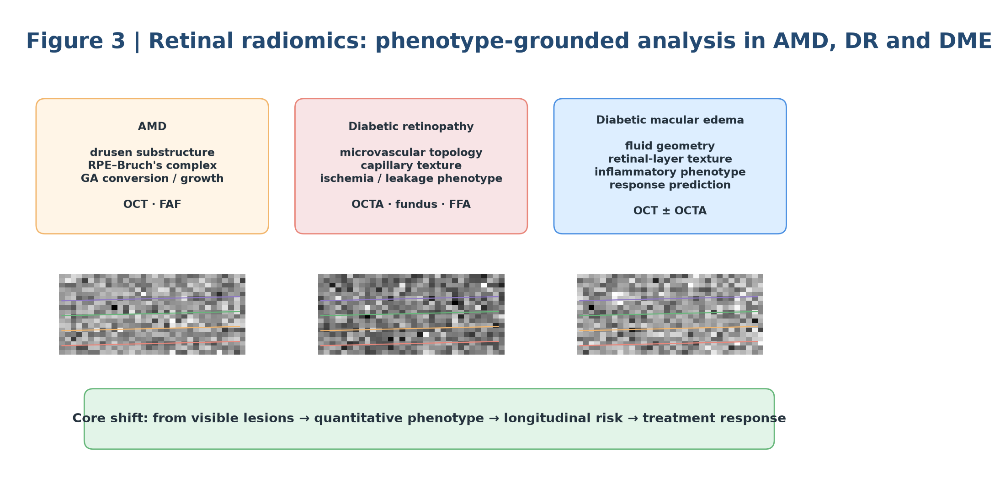 Figure 3 | Retinal radiomics: phenotype-grounded analysis in AMD, DR and DME
AMD
drusen substructure
RPE–Bruch's complex
GA conversion / growth
OCT · FAF
Diabetic retinopathy
microvascular topology
capillary texture
ischemia / leakage phenotype
OCTA · fundus · FFA
Diabetic macular edema
fluid geometry
retinal-layer texture
inflammatory phenotype
response prediction
OCT ± OCTA
Core shift: from visible lesions → quantitative phenotype → longitudinal risk → treatment response